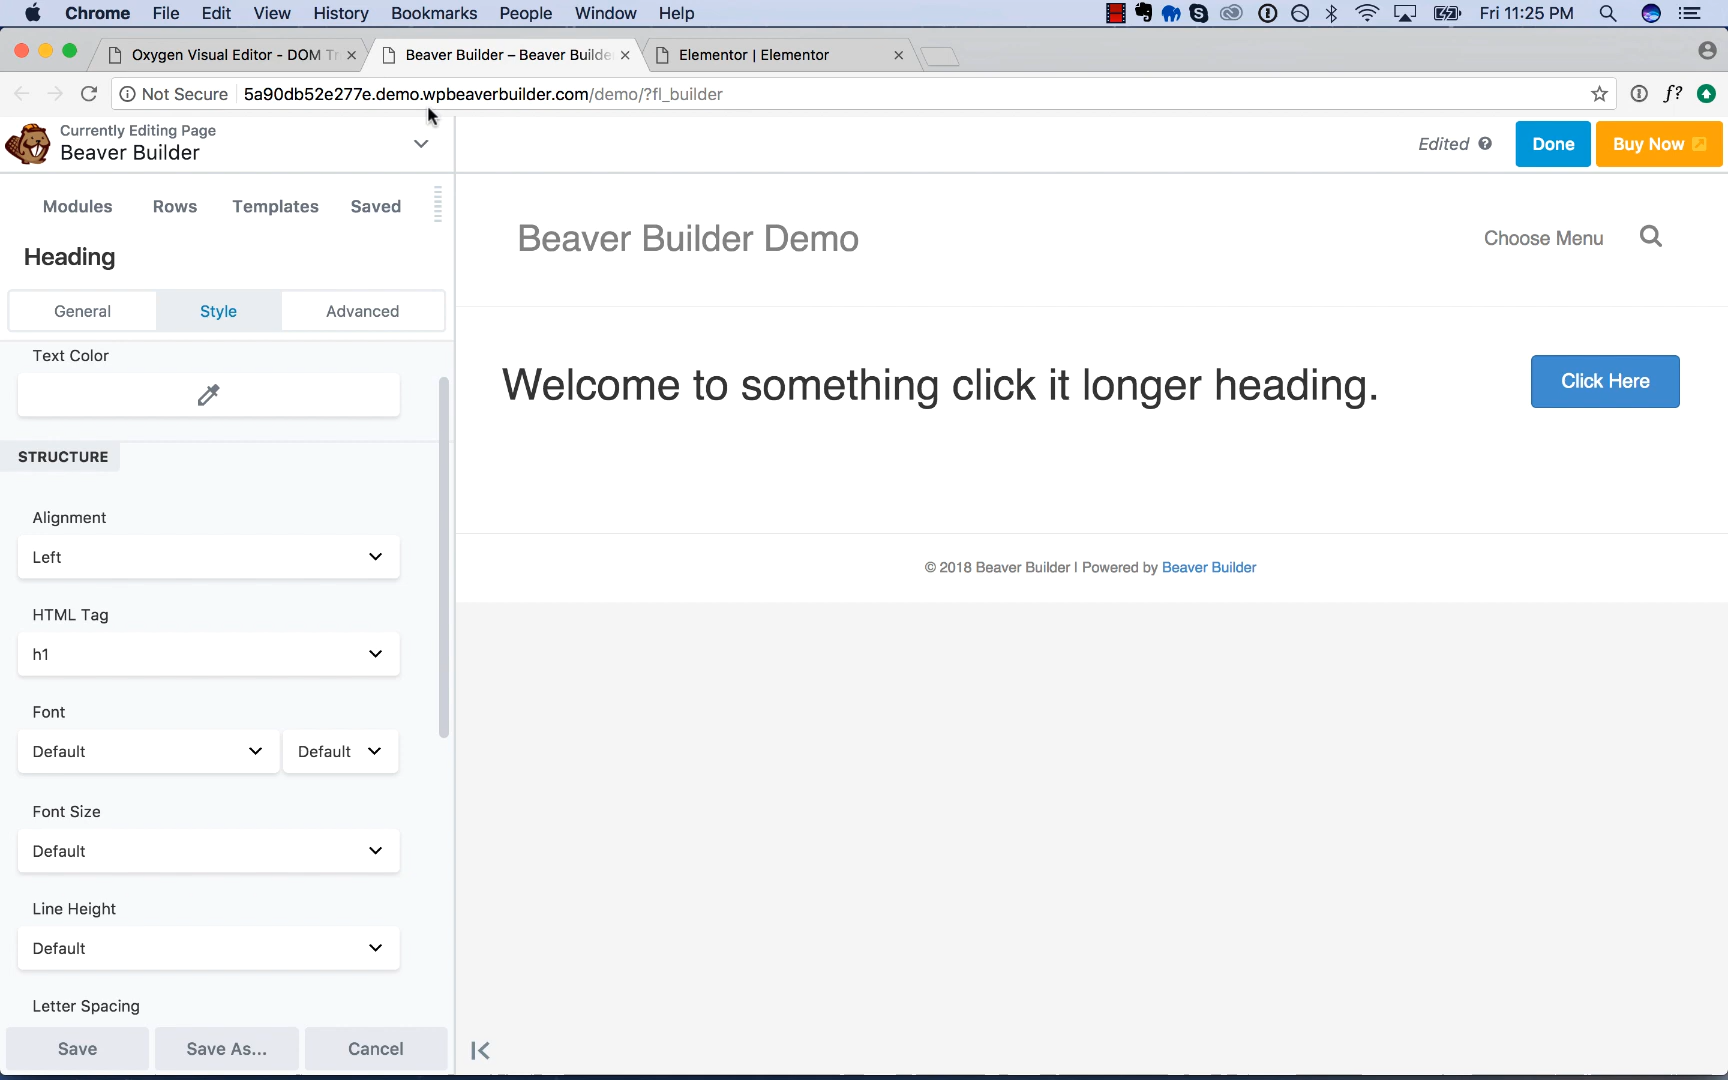 Chrome File Edit View History Bookmarks People Window Help Fri 11:25 PM
Oxygen Visual Editor - DOM Tr
Beaver Builder – Beaver Builde
Elementor | Elementor
Not Secure 5a90db52e277e.demo.wpbeaverbuilder.com/demo/?fl_builder f?
Currently Editing Page
Beaver Builder
Edited ? Done Buy Now
Modules Rows Templates Saved
Heading
General Style Advanced
Text Color
STRUCTURE
Alignment
Left
HTML Tag
h1
Font
Default Default
Font Size
Default
Line Height
Default
Letter Spacing
Save Save As... Cancel
Beaver Builder Demo
Choose Menu
Welcome to something click it longer heading.
Click Here
© 2018 Beaver Builder | Powered by Beaver Builder